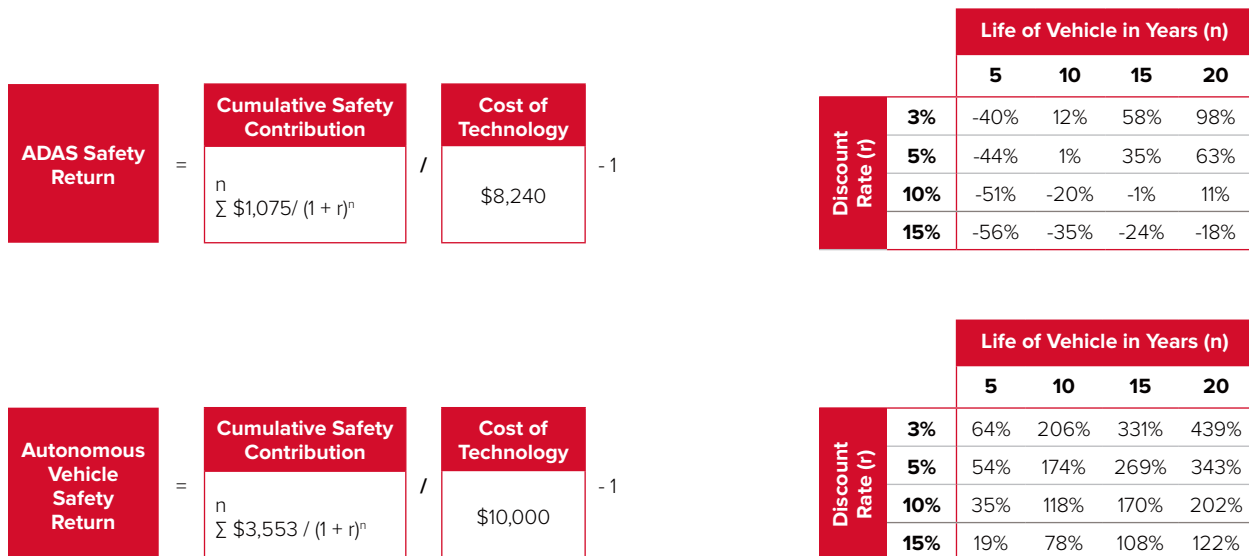 Life of Vehicle in Years (n)
5 10 15 20
ADAS Safety
Return
=
Cumulative Safety
Contribution
n
Σ $1,075/ (1 + r)ⁿ
/
Cost of
Technology
$8,240
- 1
Discount
Rate (r)
3% -40% 12% 58% 98%
5% -44% 1% 35% 63%
10% -51% -20% -1% 11%
15% -56% -35% -24% -18%
Life of Vehicle in Years (n)
5 10 15 20
Autonomous
Vehicle
Safety
Return
=
Cumulative Safety
Contribution
n
Σ $3,553 / (1 + r)ⁿ
/
Cost of
Technology
$10,000
- 1
Discount
Rate (r)
3% 64% 206% 331% 439%
5% 54% 174% 269% 343%
10% 35% 118% 170% 202%
15% 19% 78% 108% 122%